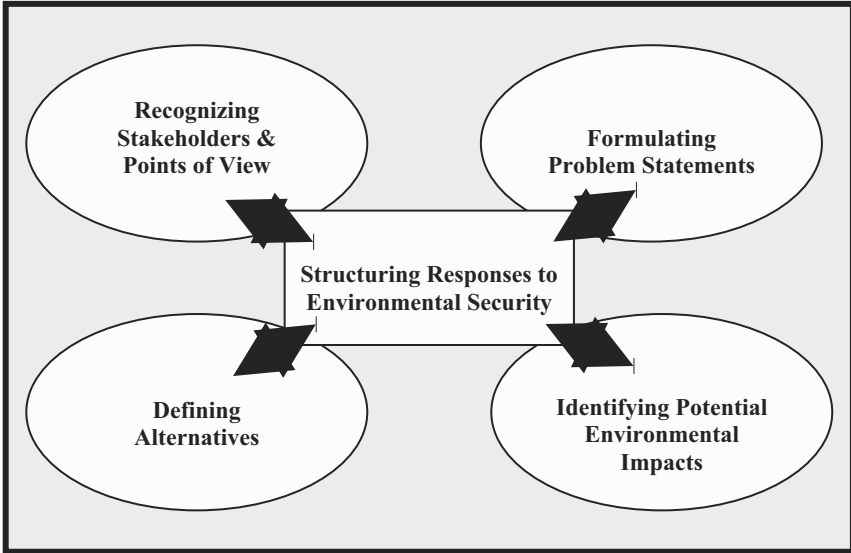 Recognizing
Stakeholders &
Points of View
Formulating
Problem Statements
Structuring Responses to
Environmental Security
Defining
Alternatives
Identifying Potential
Environmental
Impacts